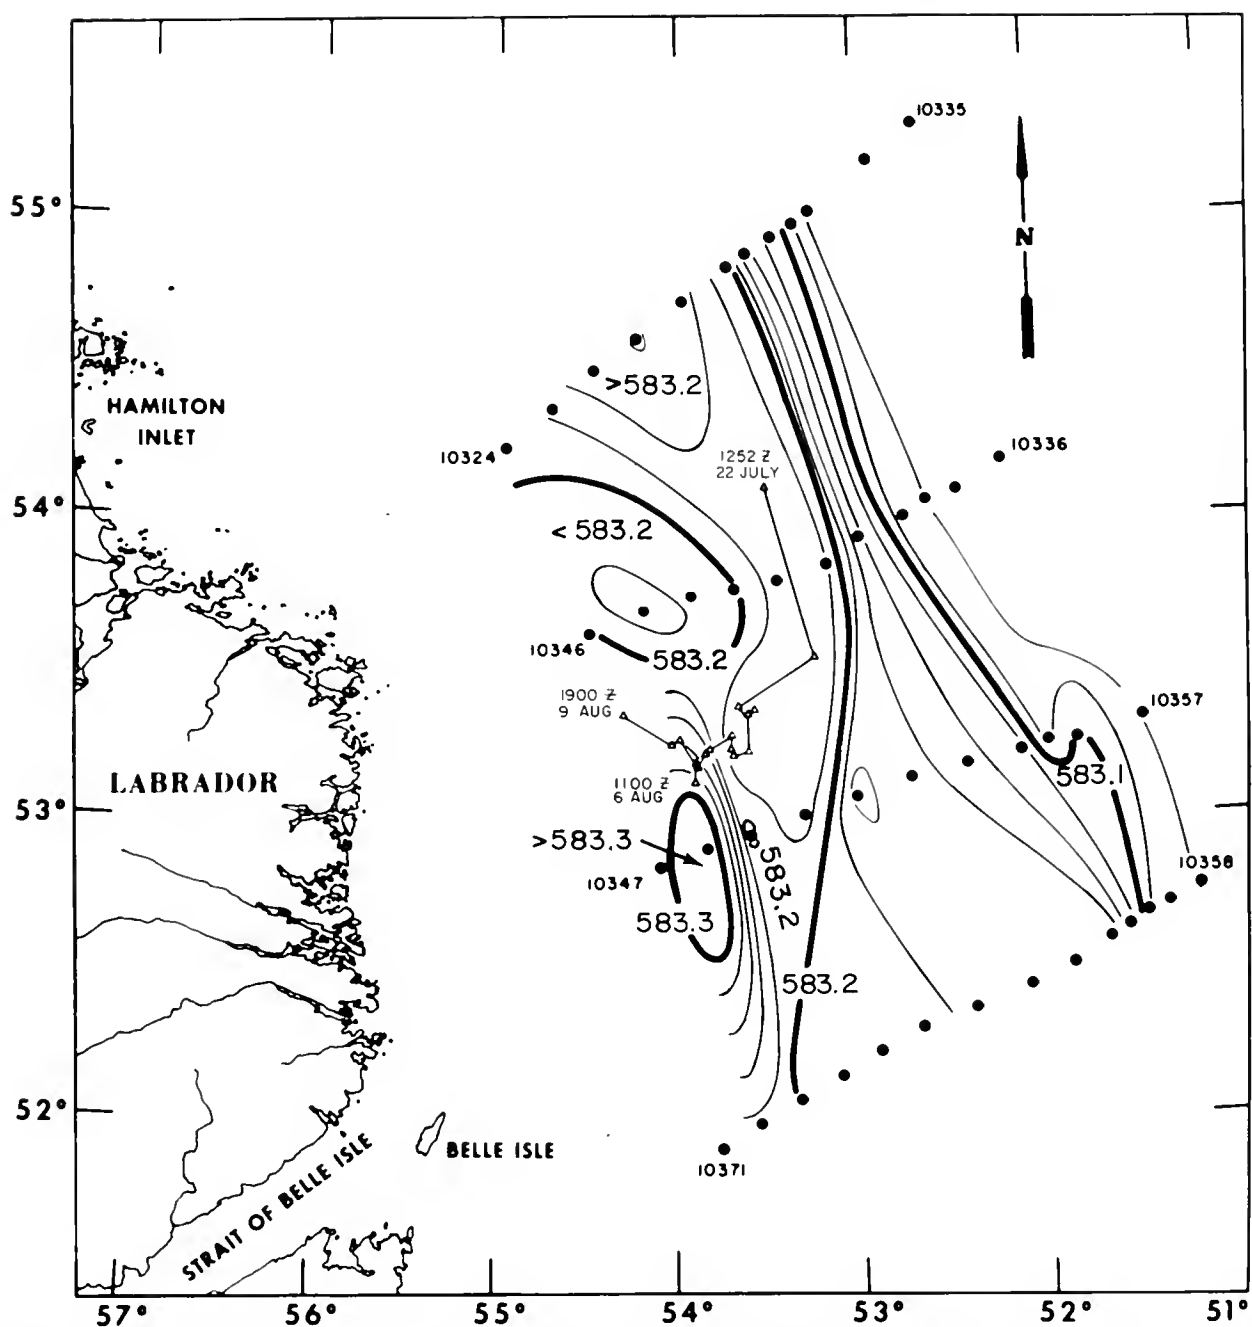 10335
55°
N
>583.2
HAMILTON
INLET
10336
1252 Z
22 JULY
10324
54°
< 583.2
10346
583.2
1900 Z
9 AUG
10357
LABRADOR
583.1
1100 Z
6 AUG
53°
>583.3
583.2
10358
10347
583.3
583.2
52°
BELLE ISLE
10371
STRAIT OF BELLE ISLE
57° 56° 55° 54° 53° 52° 51°